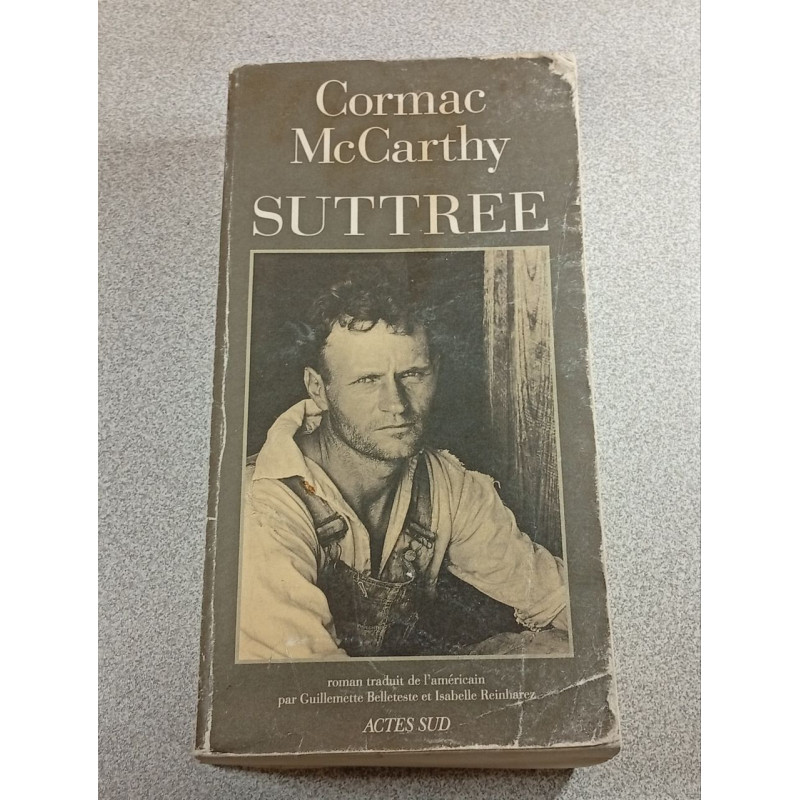 Cormac
McCarthy
SUTTREE
roman traduit de l'américain
par Guillemette Belleteste et Isabelle Reinharez
ACTES SUD